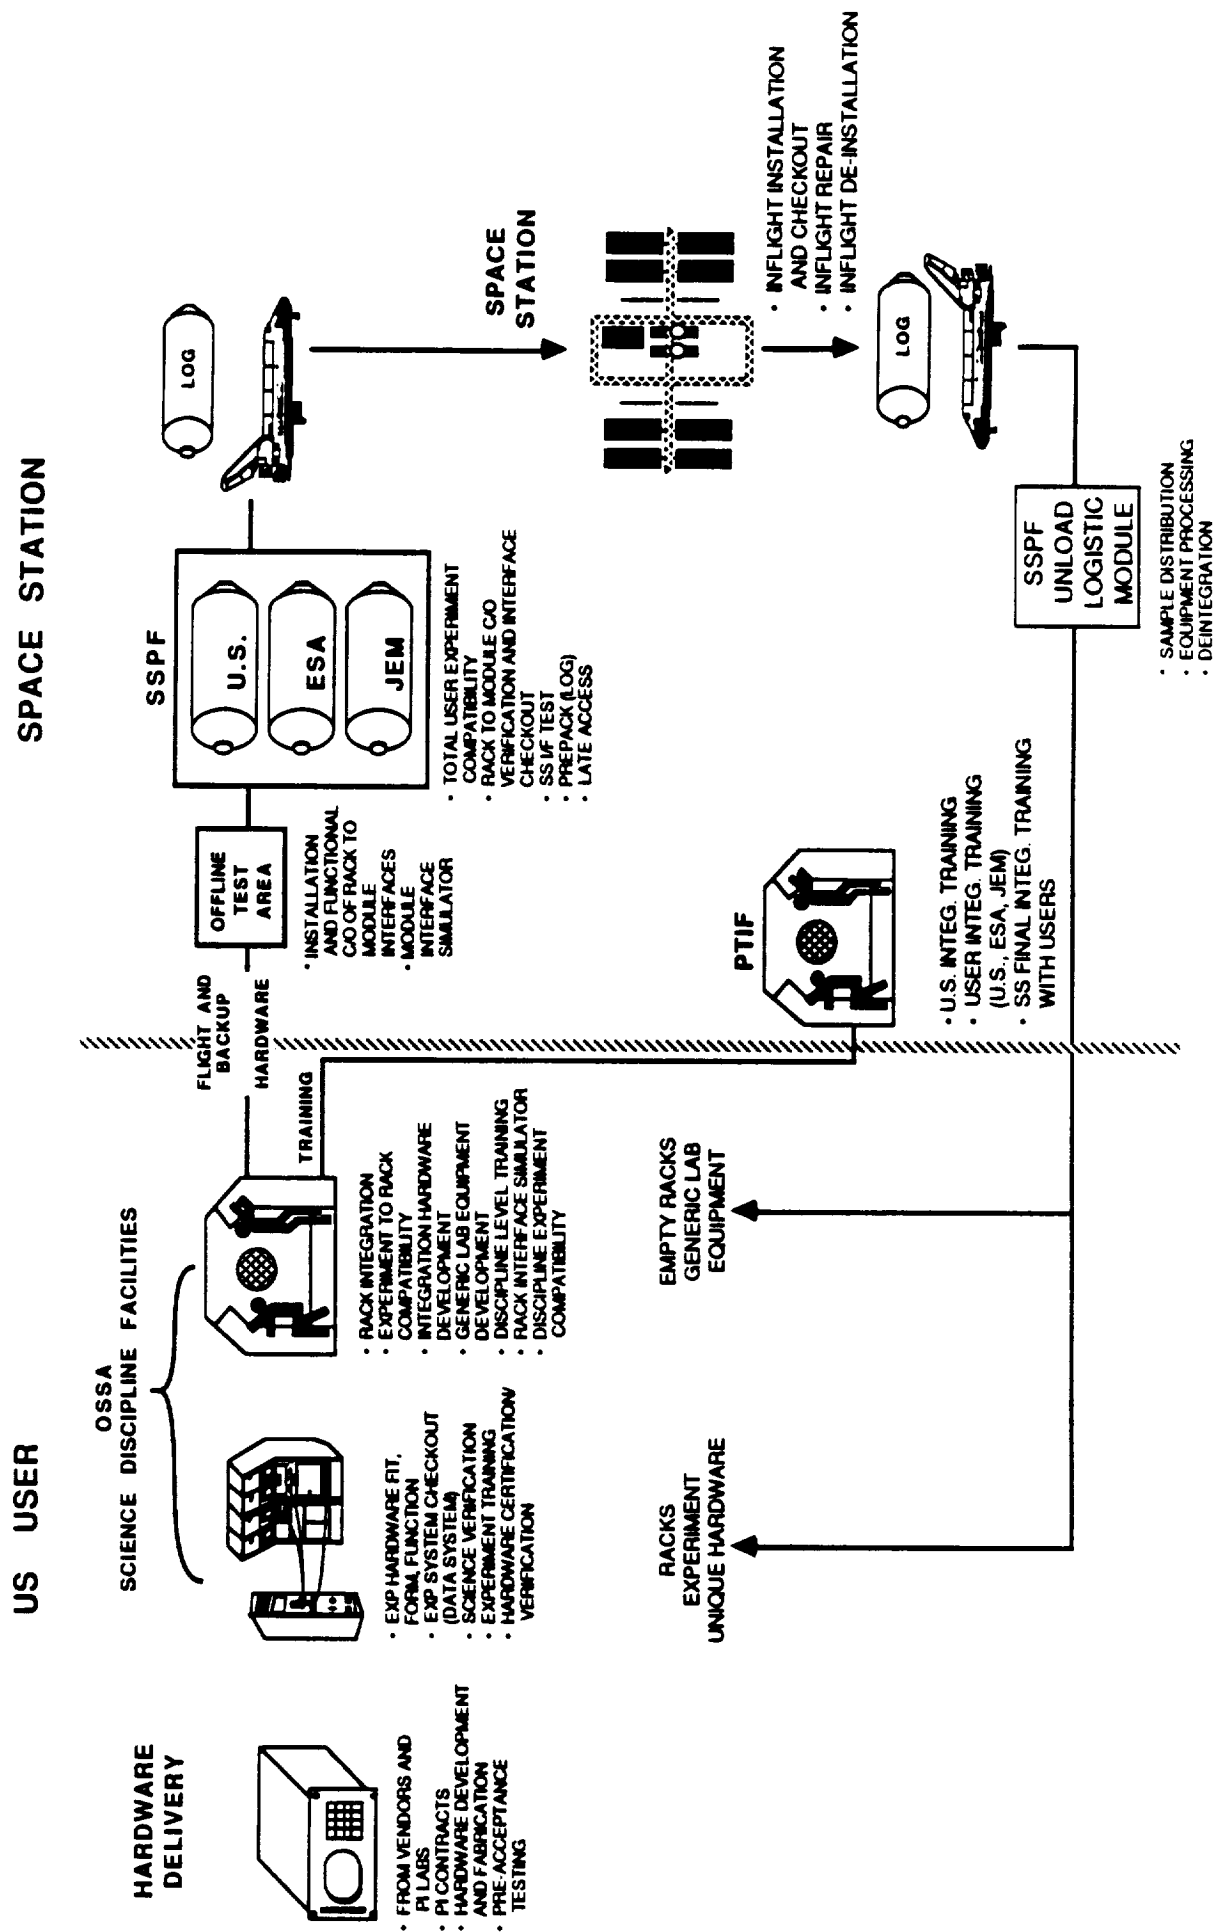 US USER
SPACE STATION
HARDWARE
DELIVERY
• FROM VENDORS AND
PI LABS
• PI CONTRACTS
• HARDWARE DEVELOPMENT
AND FABRICATION
• PRE-ACCEPTANCE
TESTING
OSSA
SCIENCE DISCIPLINE FACILITIES
• EXP HARDWARE FIT,
FORM, FUNCTION
• EXP SYSTEM CHECKOUT
(DATA SYSTEM)
• SCIENCE VERIFICATION
• EXPERIMENT TRAINING
• HARDWARE CERTIFICATION/
VERIFICATION
• RACK INTEGRATION
• EXPERIMENT TO RACK
COMPATIBILITY
• INTEGRATION HARDWARE
DEVELOPMENT
• GENERIC LAB EQUIPMENT
DEVELOPMENT
• DISCIPLINE LEVEL TRAINING
• RACK INTERFACE SIMULATOR
• DISCIPLINE EXPERIMENT
COMPATIBILITY
FLIGHT AND
BACKUP
HARDWARE
TRAINING
OFFLINE
TEST
AREA
• INSTALLATION
AND FUNCTIONAL
C/O OF RACK TO
MODULE
INTERFACES
• MODULE
INTERFACE
SIMULATOR
SSPF
U.S.
ESA
JEM
• TOTAL USER EXPERIMENT
COMPATIBILITY
• RACK TO MODULE C/O
VERIFICATION AND INTERFACE
CHECKOUT
• SS I/F TEST
• PREPACK (LOG)
• LATE ACCESS
LOG
SPACE
STATION
• INFLIGHT INSTALLATION
AND CHECKOUT
• INFLIGHT REPAIR
• INFLIGHT DE-INSTALLATION
LOG
PTIF
• U.S. INTEG. TRAINING
• USER INTEG. TRAINING
(U.S., ESA, JEM)
• SS FINAL INTEG. TRAINING
WITH USERS
SSPF
UNLOAD
LOGISTIC
MODULE
• SAMPLE DISTRIBUTION
• EQUIPMENT PROCESSING
• DEINTEGRATION
RACKS
EXPERIMENT
UNIQUE HARDWARE
EMPTY RACKS
GENERIC LAB
EQUIPMENT